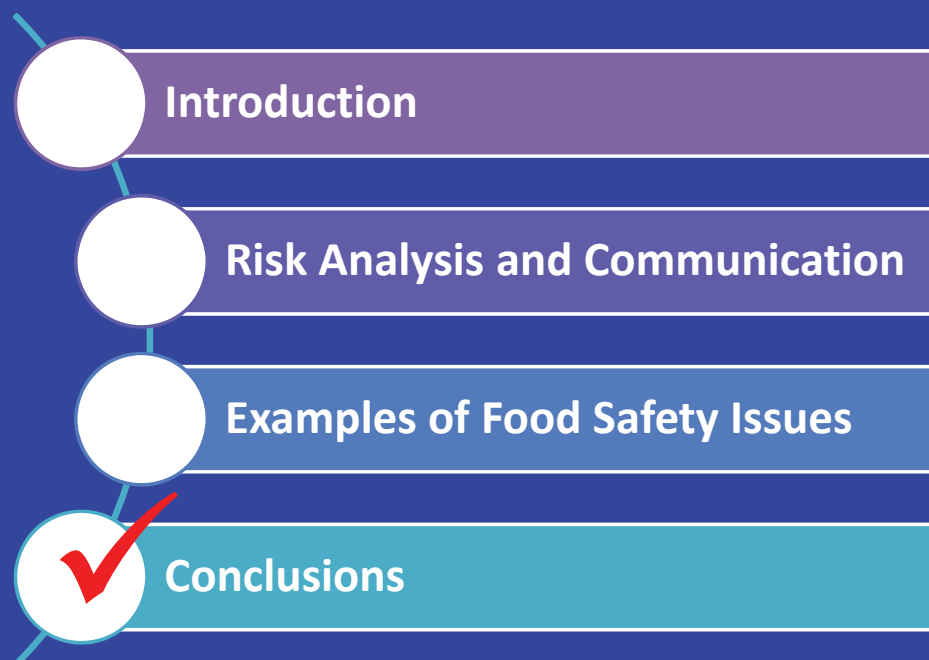 Introduction
Risk Analysis and Communication
Examples of Food Safety Issues
Conclusions